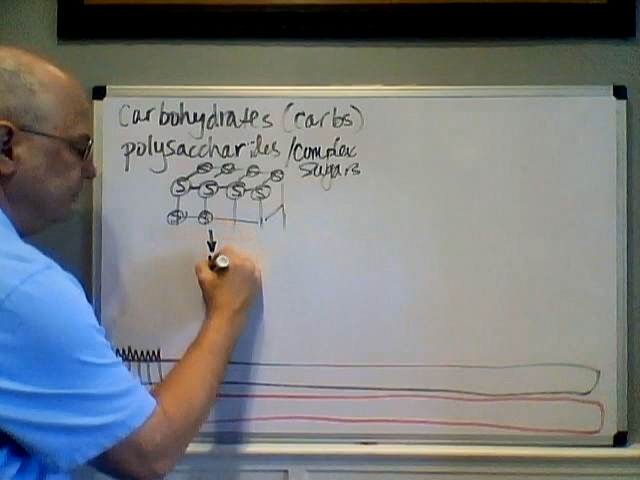 Carbohydrates (carbs)
polysaccharides / complex
sugars
S S S S
S S